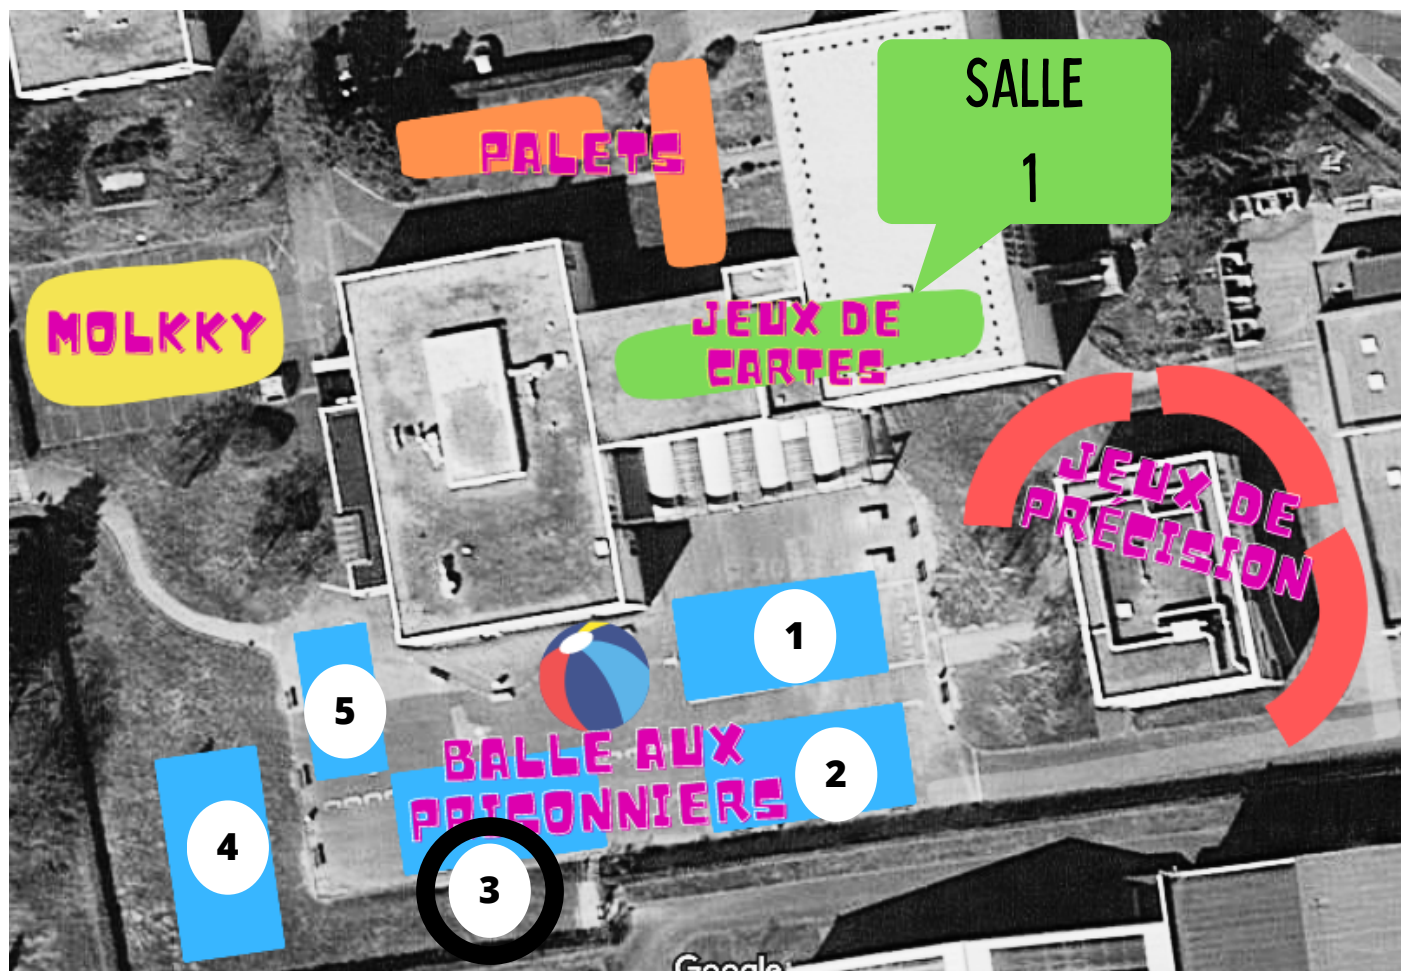 SALLE
1
PALETS
MOLKKY
JEUX DE
CARTES
JEUX DE
PRÉCISION
1
5
BALLE AUX
PRISONNIERS
2
4
3
Google